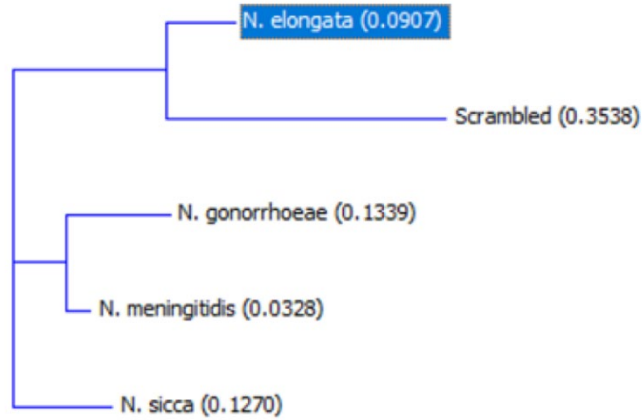 N. elongata (0.0907)
Scrambled (0.3538)
N. gonorrhoeae (0.1339)
N. meningitidis (0.0328)
N. sicca (0.1270)